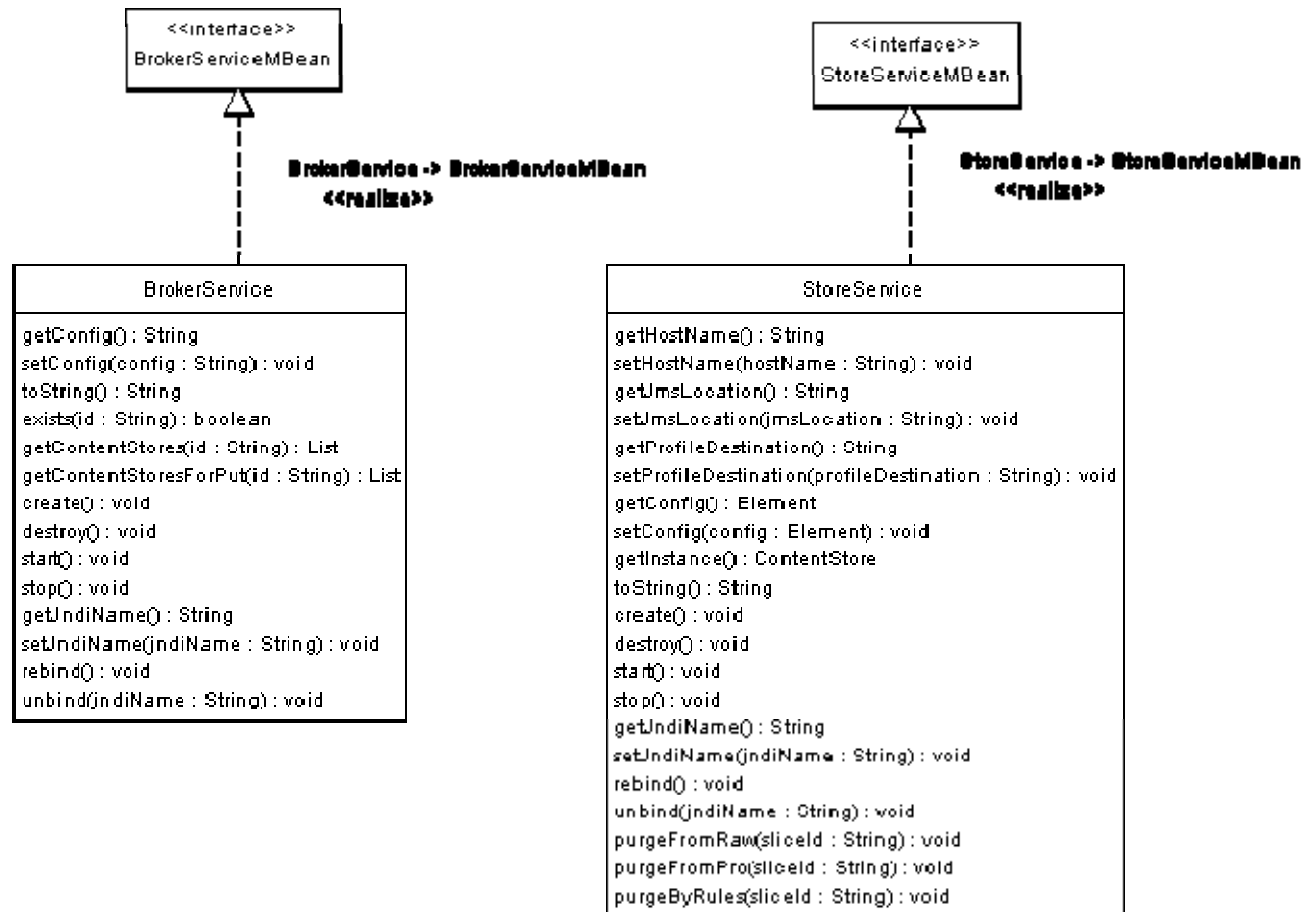 <<interface>>
BrokerServiceMBean
BrokerService -> BrokerServiceMBean
<<realize>>
BrokerService
getConfig() : String
setConfig(config : String) : void
toString() : String
exists(id : String) : boolean
getContentStores(id : String) : List
getContentStoresForPut(id : String) : List
create() : void
destroy() : void
start() : void
stop() : void
getJndiName() : String
setJndiName(jndiName : String) : void
rebind() : void
unbind(jndiName : String) : void
<<interface>>
StoreServiceMBean
StoreService -> StoreServiceMBean
<<realize>>
StoreService
getHostName() : String
setHostName(hostName : String) : void
getJmsLocation() : String
setJmsLocation(jmsLocation : String) : void
getProfileDestination() : String
setProfileDestination(profileDestination : String) : void
getConfig() : Element
setConfig(config : Element) : void
getInstance() : ContentStore
toString() : String
create() : void
destroy() : void
start() : void
stop() : void
getJndiName() : String
setJndiName(jndiName : String) : void
rebind() : void
unbind(jndiName : String) : void
purgeFromRaw(sliceId : String) : void
purgeFromPro(sliceId : String) : void
purgeByRules(sliceId : String) : void